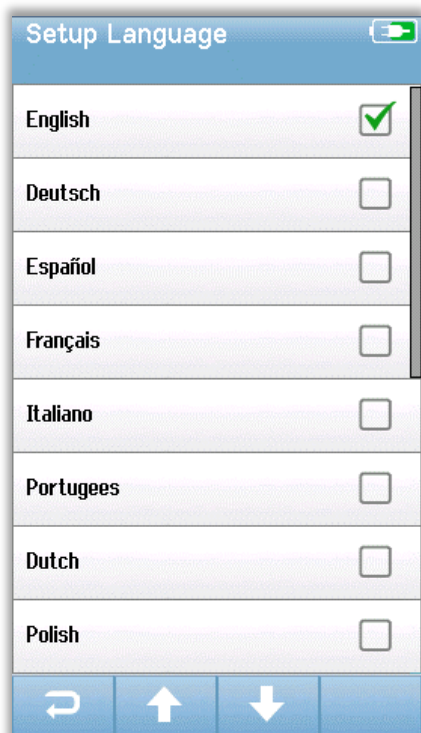 Setup Language
English
Deutsch
Español
Français
Italiano
Portugees
Dutch
Polish